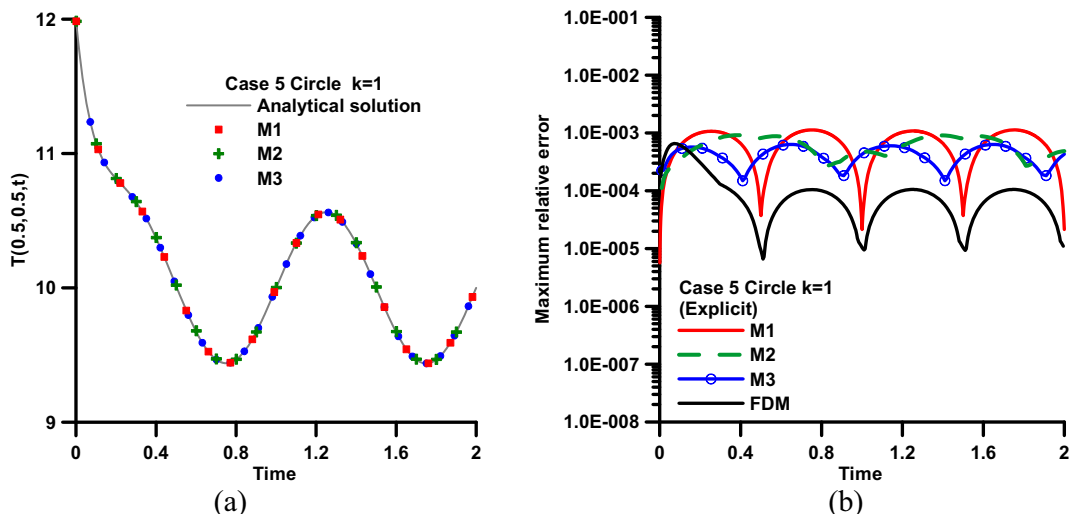 12
11
10
9
T(0.5,0.5,t)
Case 5 Circle k=1
Analytical solution
M1
M2
M3
0 0.4 0.8 1.2 1.6 2
Time
(a)
1.0E-001
1.0E-002
1.0E-003
1.0E-004
1.0E-005
1.0E-006
1.0E-007
1.0E-008
Maximum relative error
Case 5 Circle k=1
(Explicit)
M1
M2
M3
FDM
0 0.4 0.8 1.2 1.6 2
Time
(b)